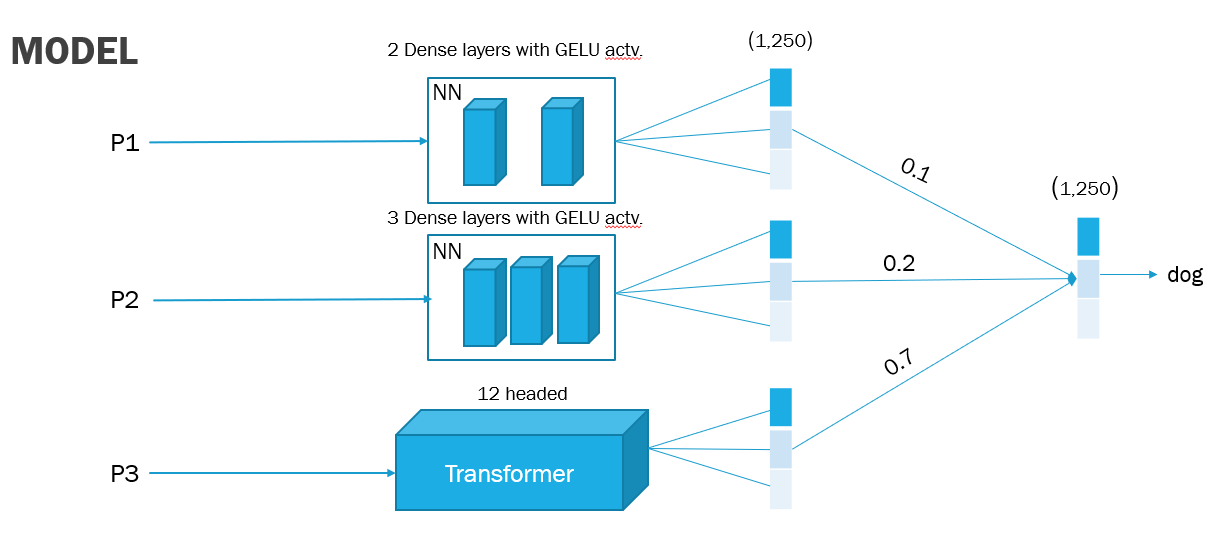 MODEL
2 Dense layers with GELU actv.
(1,250)
NN
P1
0.1
(1,250)
3 Dense layers with GELU actv.
NN
P2
0.2
dog
12 headed
0.7
P3
Transformer